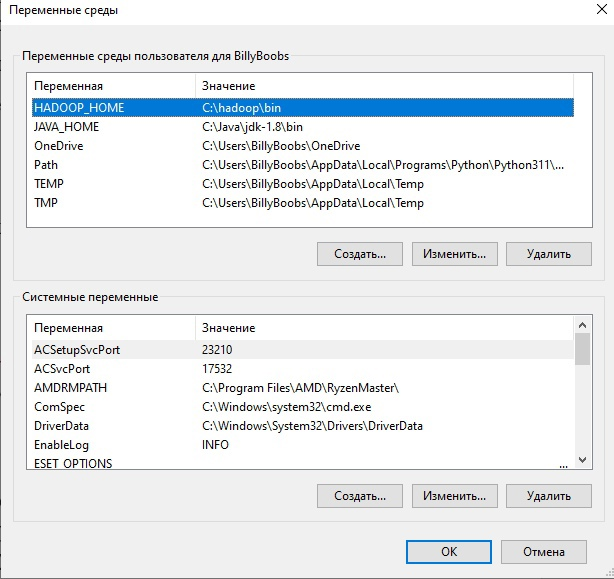 Переменные среды
Переменные среды пользователя для BillyBoobs
Переменная Значение
HADOOP_HOME C:\hadoop\bin
JAVA_HOME C:\Java\jdk-1.8\bin
OneDrive C:\Users\BillyBoobs\OneDrive
Path C:\Users\BillyBoobs\AppData\Local\Programs\Python\Python311\...
TEMP C:\Users\BillyBoobs\AppData\Local\Temp
TMP C:\Users\BillyBoobs\AppData\Local\Temp
Создать... Изменить... Удалить
Системные переменные
Переменная Значение
ACSetupSvcPort 23210
ACSvcPort 17532
AMDRMPATH C:\Program Files\AMD\RyzenMaster\
ComSpec C:\Windows\system32\cmd.exe
DriverData C:\Windows\System32\Drivers\DriverData
EnableLog INFO
ESET_OPTIONS ...
Создать... Изменить... Удалить
OK Отмена